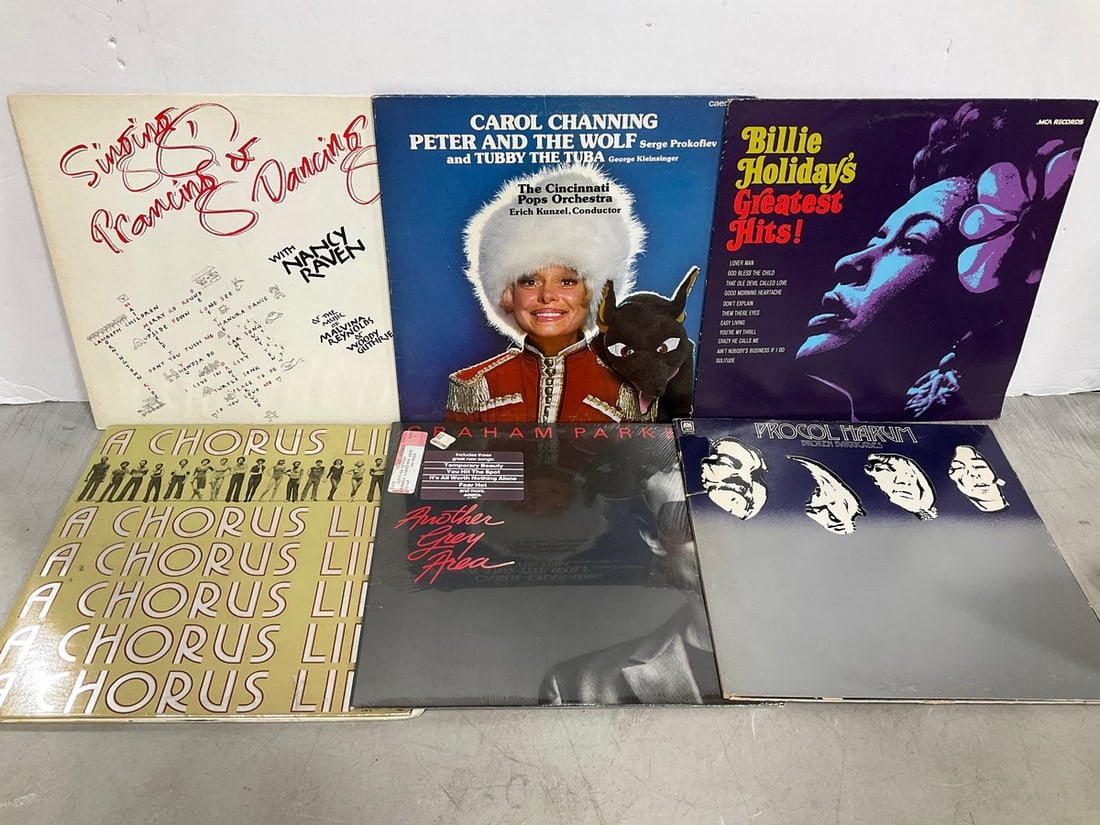 Singing
Prancing & Dancing
WITH
NANCY
RAVEN
& THE
MUSIC
OF
MALVINA
REYNOLDS
&
WOODY
GUTHRIE
CAROL CHANNING
PETER AND THE WOLF Serge Prokofiev
and TUBBY THE TUBA George Kleinsinger
The Cincinnati
Pops Orchestra
Erich Kunzel, Conductor
Billie
Holiday's
Greatest
Hits!
MCA RECORDS
LOVER MAN
GOD BLESS THE CHILD
THAT OLE DEVIL CALLED LOVE
GOOD MORNING HEARTACHE
DON'T EXPLAIN
THEM THERE EYES
EASY LIVING
YOU'RE MY THRILL
CRAZY HE CALLS ME
AIN'T NOBODY'S BUSINESS IF I DO
SOLITUDE
A CHORUS LI
A CHORUS LI
A CHORUS LI
A CHORUS LI
A CHORUS LI
A CHORUS LI
GRAHAM PARKE
Includes these
great new songs:
Temporary Beauty
You Hit The Spot
It's All Worth Nothing Alone
Fear Not
and more.
Another
Grey
Area
PROCOL HARUM
BROKEN BARRICADES